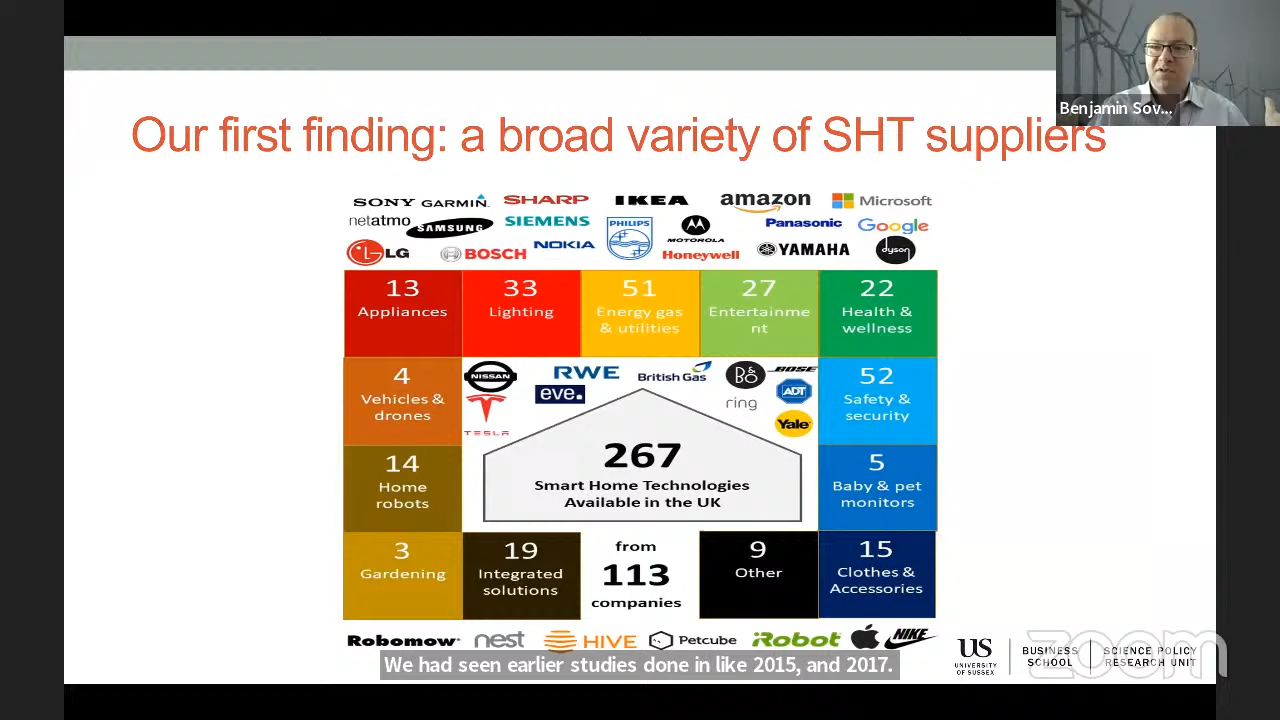 Benjamin Sov...
Our first finding: a broad variety of SHT suppliers
SONY GARMIN SHARP IKEA amazon Microsoft
netatmo SAMSUNG SIEMENS PHILIPS MOTOROLA Panasonic Google
LG BOSCH NOKIA Honeywell YAMAHA dyson
13
Appliances
33
Lighting
51
Energy gas
& utilities
27
Entertainme
nt
22
Health &
wellness
4
Vehicles &
drones
NISSAN RWE British Gas B&O BOSE
eve. ring ADT
TESLA Yale
52
Safety &
security
267
Smart Home Technologies
Available in the UK
14
Home
robots
5
Baby & pet
monitors
3
Gardening
19
Integrated
solutions
from
113
companies
9
Other
15
Clothes &
Accessories
Robomow nest HIVE Petcube iRobot NIKE
We had seen earlier studies done in like 2015, and 2017.
US
UNIVERSITY
OF SUSSEX
BUSINESS
SCHOOL
SCIENCE POLICY
RESEARCH UNIT
zoom